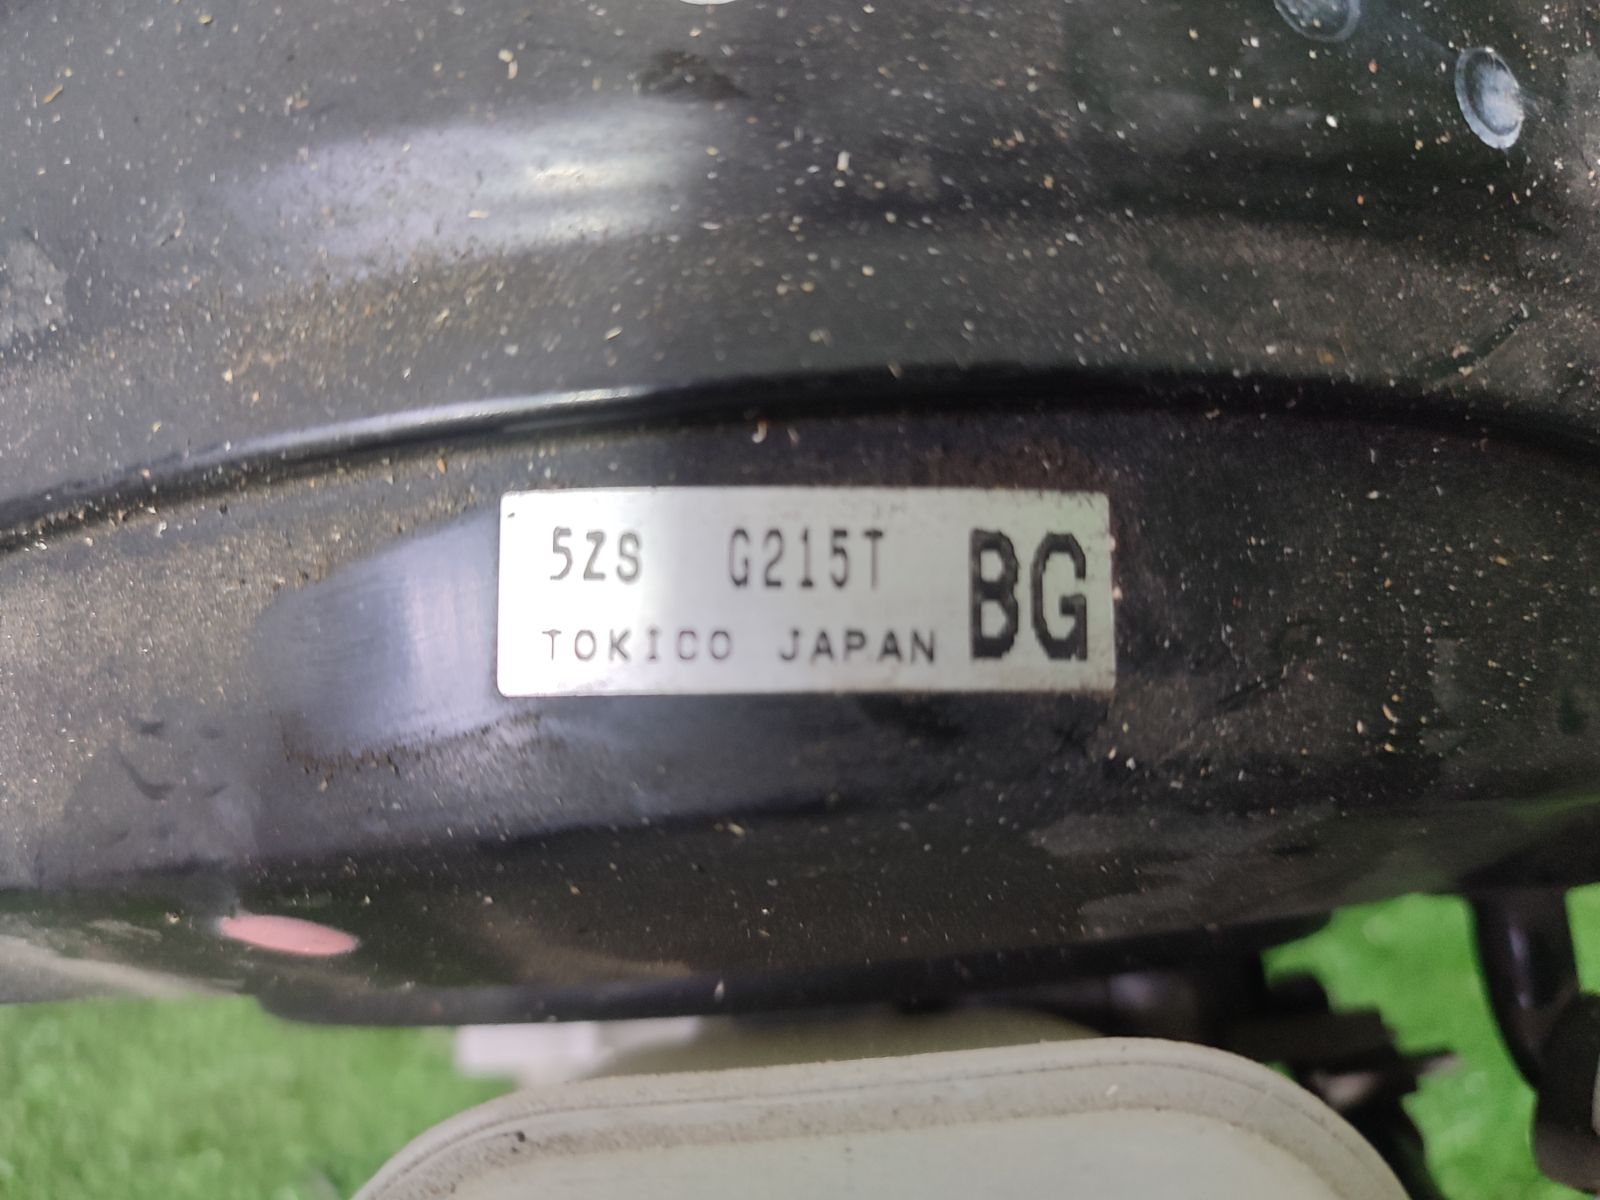 5ZS G215T BG
TOKICO JAPAN